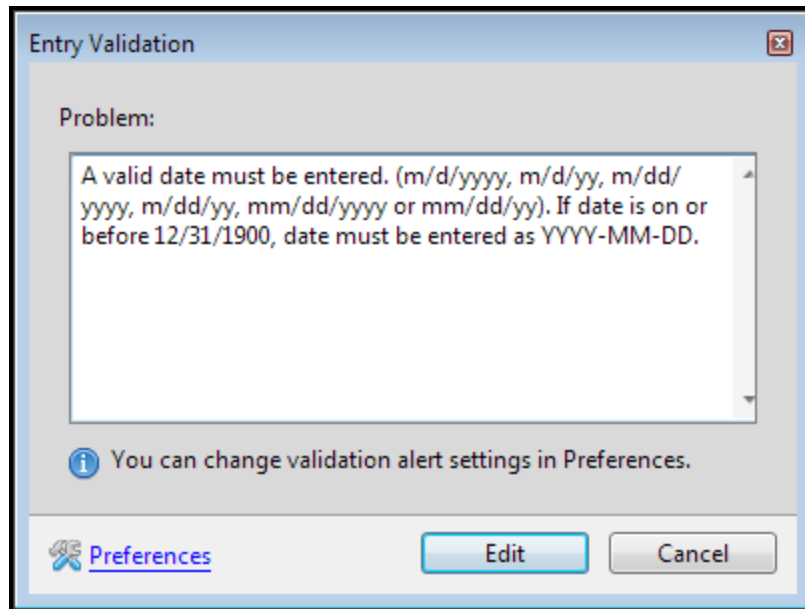 Entry Validation
Problem:
A valid date must be entered. (m/d/yyyy, m/d/yy, m/dd/
yyyy, m/dd/yy, mm/dd/yyyy or mm/dd/yy). If date is on or
before 12/31/1900, date must be entered as YYYY-MM-DD.
You can change validation alert settings in Preferences.
Preferences Edit Cancel